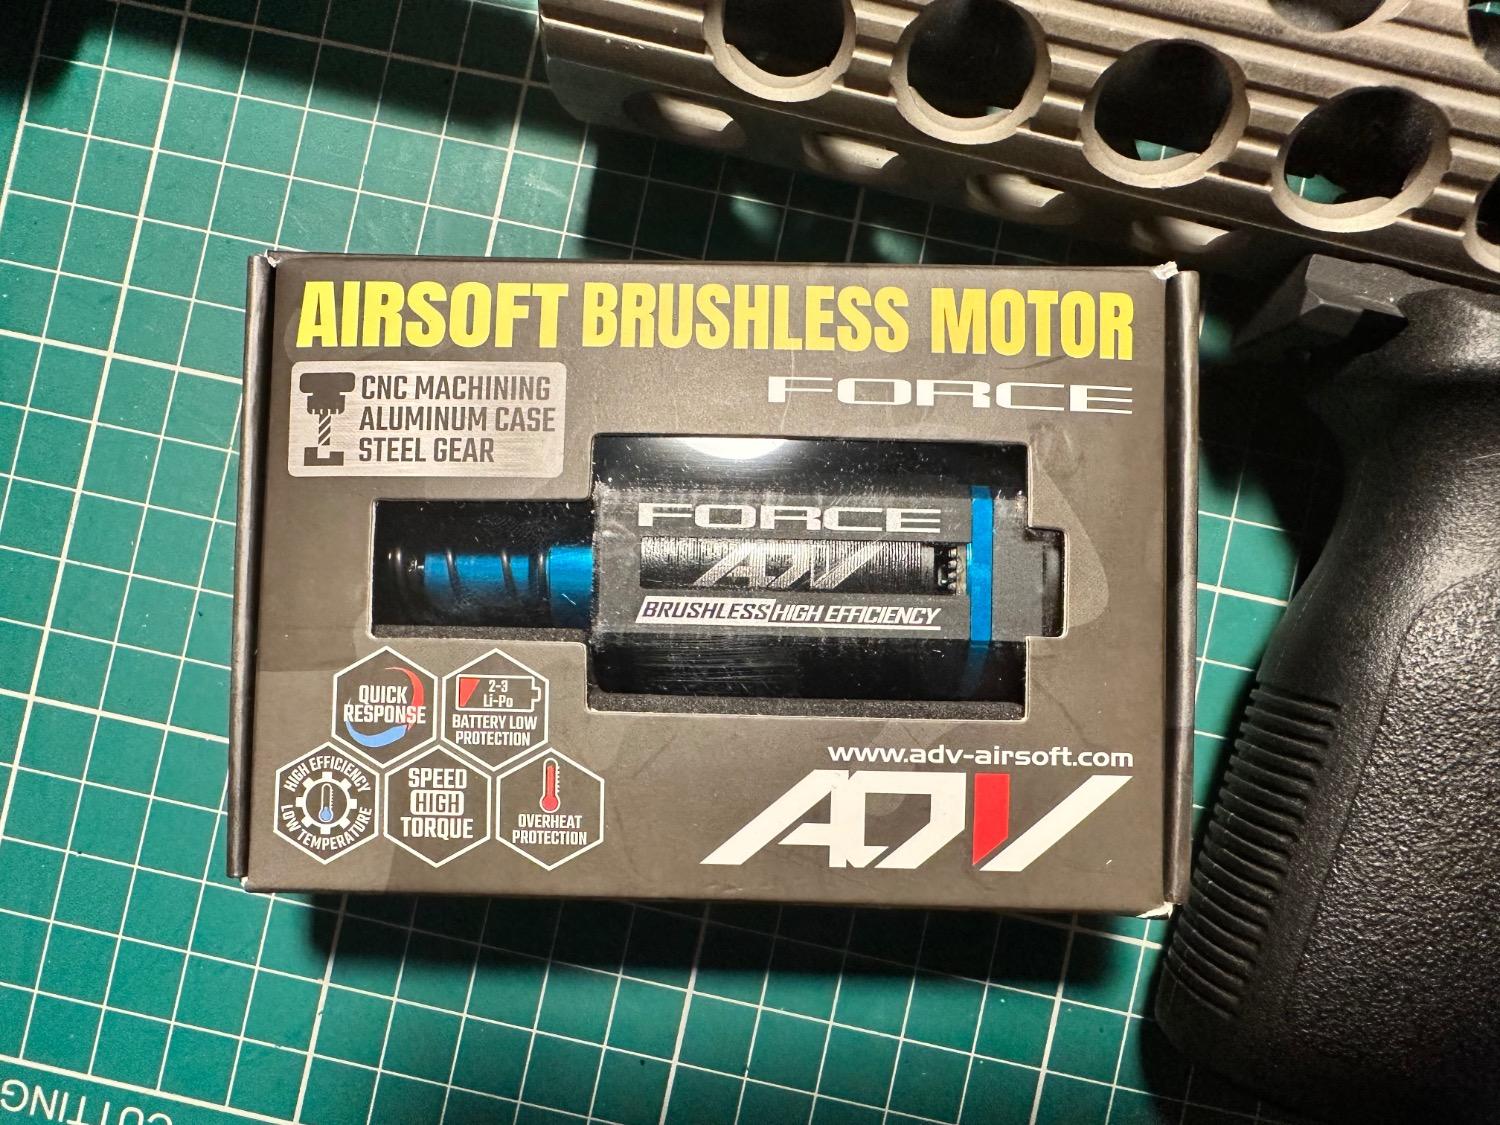 AIRSOFT BRUSHLESS MOTOR
FORCE
CNC MACHINING
ALUMINUM CASE
STEEL GEAR
FORCE
ADV
BRUSHLESS HIGH EFFICIENCY
QUICK
RESPONSE
2-3
Li-Po
BATTERY LOW
PROTECTION
HIGH EFFICIENCY
LOW TEMPERATURE
SPEED
HIGH
TORQUE
OVERHEAT
PROTECTION
www.adv-airsoft.com
ADV
CUTTING